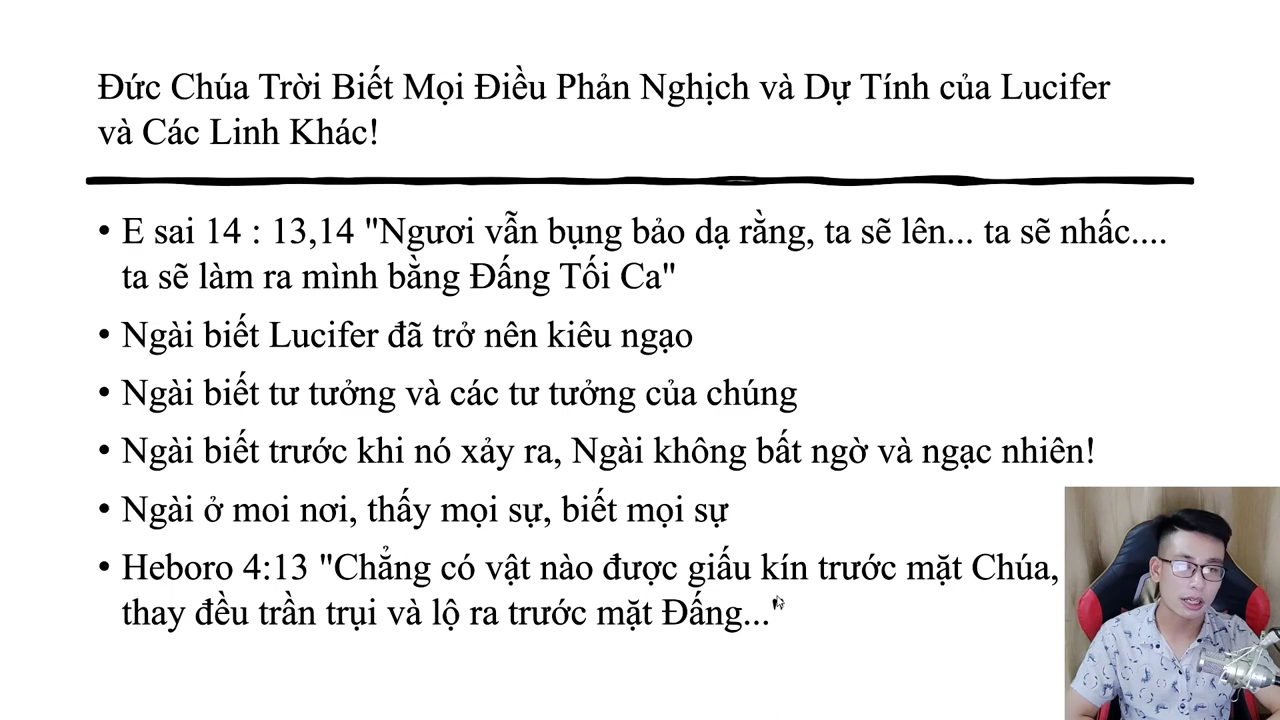 Đức Chúa Trời Biết Mọi Điều Phản Nghịch và Dự Tính của Lucifer
và Các Linh Khác!
• E sai 14 : 13,14 "Ngươi vẫn bụng bảo dạ rằng, ta sẽ lên... ta sẽ nhấc....
ta sẽ làm ra mình bằng Đấng Tối Ca"
• Ngài biết Lucifer đã trở nên kiêu ngạo
• Ngài biết tư tưởng và các tư tưởng của chúng
• Ngài biết trước khi nó xảy ra, Ngài không bất ngờ và ngạc nhiên!
• Ngài ở moi nơi, thấy mọi sự, biết mọi sự
• Heboro 4:13 "Chẳng có vật nào được giấu kín trước mặt Chúa,
thay đều trần trụi và lộ ra trước mặt Đấng..."